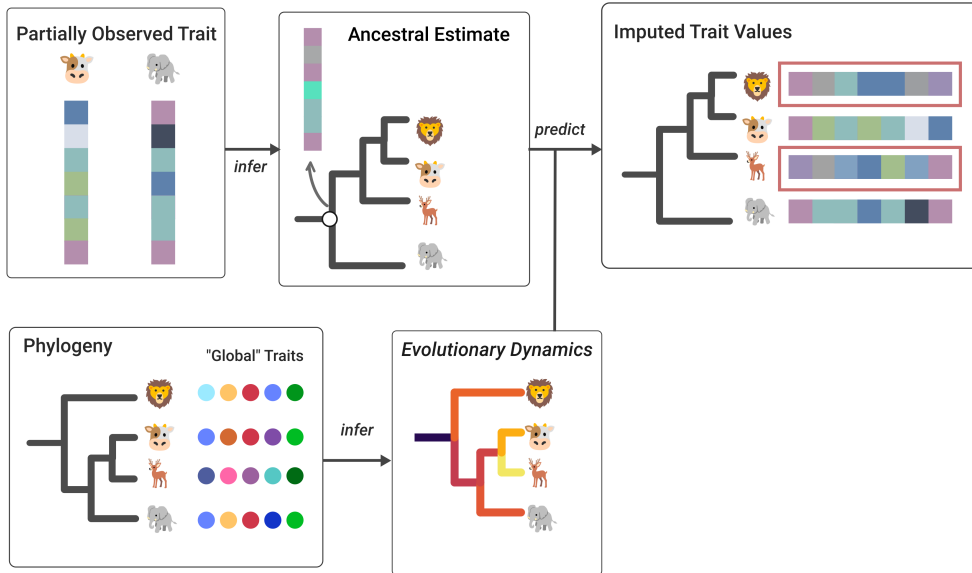 Partially Observed Trait
infer
Ancestral Estimate
predict
Imputed Trait Values
Phylogeny
"Global" Traits
infer
Evolutionary Dynamics